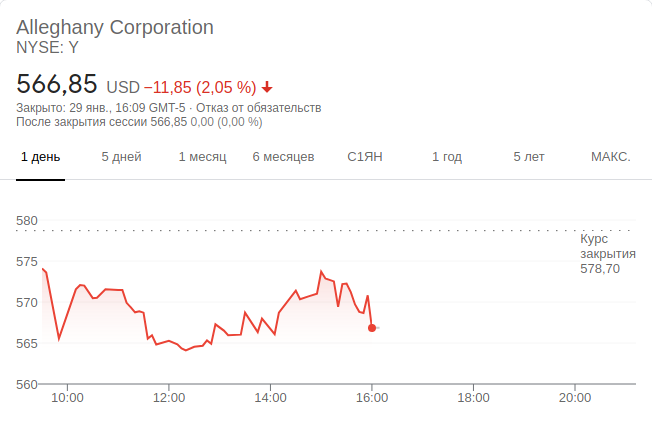 Alleghany Corporation
NYSE: Y
566,85 USD −11,85 (2,05 %)
Закрыто: 29 янв., 16:09 GMT-5 · Отказ от обязательств
После закрытия сессии 566,85 0,00 (0,00 %)
1 день 5 дней 1 месяц 6 месяцев С1ЯН 1 год 5 лет МАКС.
580
Курс
закрытия
578,70
575
570
565
560
10:00 12:00 14:00 16:00 18:00 20:00